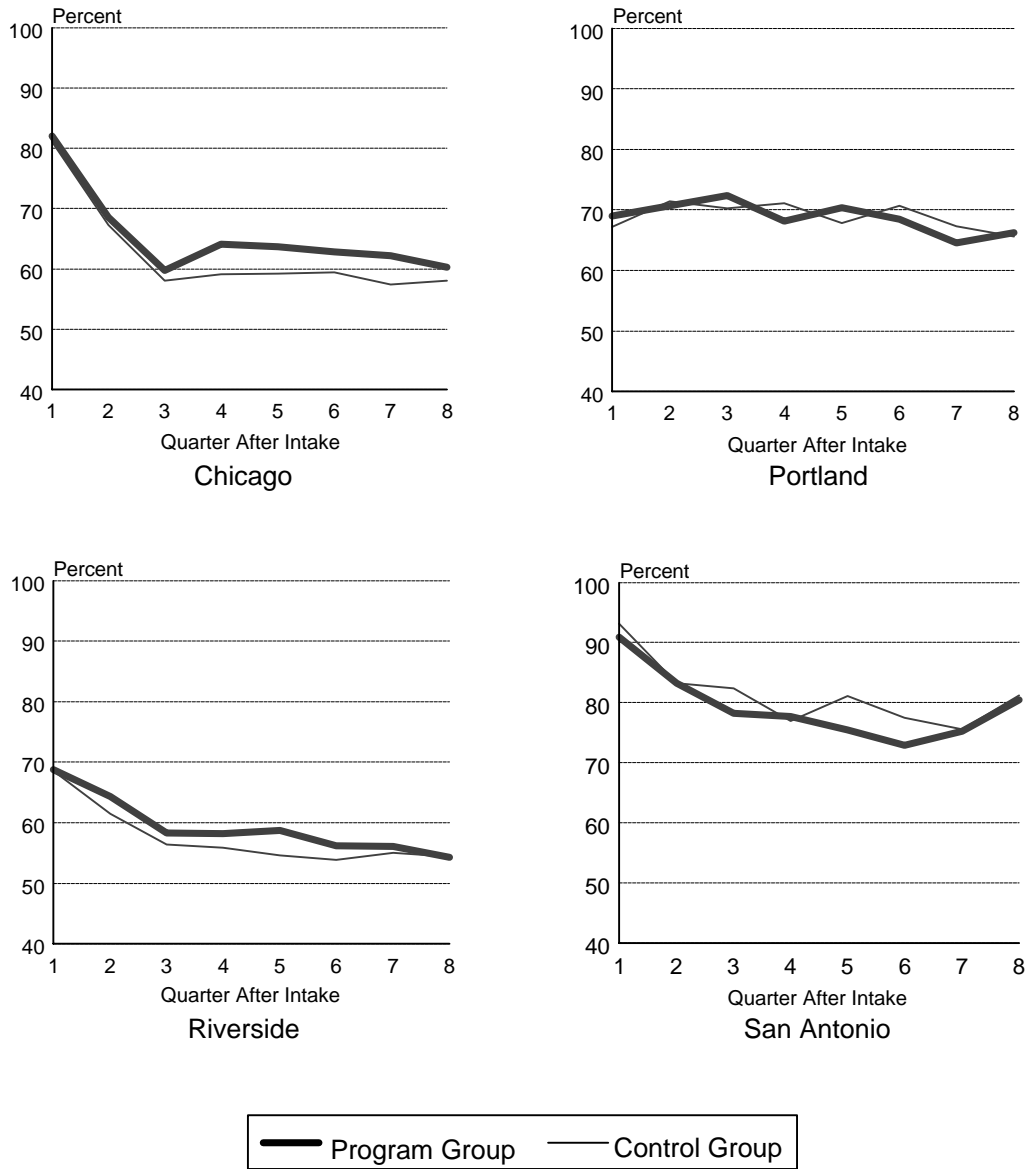 Percent
100
90
80
70
60
50
40
1 2 3 4 5 6 7 8
Quarter After Intake
Chicago
Percent
100
90
80
70
60
50
40
1 2 3 4 5 6 7 8
Quarter After Intake
Portland
Percent
100
90
80
70
60
50
40
1 2 3 4 5 6 7 8
Quarter After Intake
Riverside
Percent
100
90
80
70
60
50
40
1 2 3 4 5 6 7 8
Quarter After Intake
San Antonio
Program Group Control Group